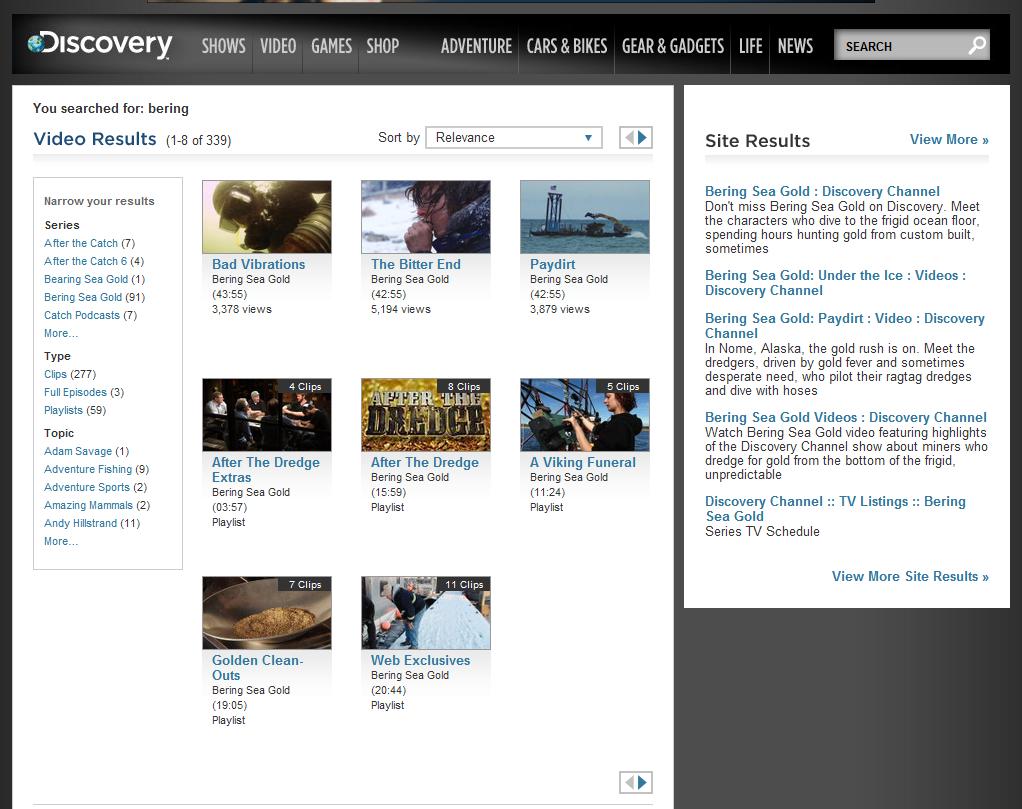 Discovery
SHOWS VIDEO GAMES SHOP ADVENTURE CARS & BIKES GEAR & GADGETS LIFE NEWS SEARCH
You searched for: bering
Video Results (1-8 of 339)
Sort by Relevance
Narrow your results
Series
After the Catch (7)
After the Catch 6 (4)
Bearing Sea Gold (1)
Bering Sea Gold (91)
Catch Podcasts (7)
More...
Type
Clips (277)
Full Episodes (3)
Playlists (59)
Topic
Adam Savage (1)
Adventure Fishing (9)
Adventure Sports (2)
Amazing Mammals (2)
Andy Hillstrand (11)
More...
Bad Vibrations
Bering Sea Gold
(43:55)
3,378 views
The Bitter End
Bering Sea Gold
(42:55)
5,194 views
Paydirt
Bering Sea Gold
(42:55)
3,879 views
4 Clips
After The Dredge
Extras
Bering Sea Gold
(03:57)
Playlist
8 Clips
AFTER THE
DREDGE
After The Dredge
Bering Sea Gold
(15:59)
Playlist
5 Clips
A Viking Funeral
Bering Sea Gold
(11:24)
Playlist
7 Clips
Golden Clean-
Outs
Bering Sea Gold
(19:05)
Playlist
11 Clips
Web Exclusives
Bering Sea Gold
(20:44)
Playlist
Site Results View More »
Bering Sea Gold : Discovery Channel
Don't miss Bering Sea Gold on Discovery. Meet
the characters who dive to the frigid ocean floor,
spending hours hunting gold from custom built,
sometimes
Bering Sea Gold: Under the Ice : Videos :
Discovery Channel
Bering Sea Gold: Paydirt : Video : Discovery
Channel
In Nome, Alaska, the gold rush is on. Meet the
dredgers, driven by gold fever and sometimes
desperate need, who pilot their ragtag dredges
and dive with hoses
Bering Sea Gold Videos : Discovery Channel
Watch Bering Sea Gold video featuring highlights
of the Discovery Channel show about miners who
dredge for gold from the bottom of the frigid,
unpredictable
Discovery Channel :: TV Listings :: Bering
Sea Gold
Series TV Schedule
View More Site Results »